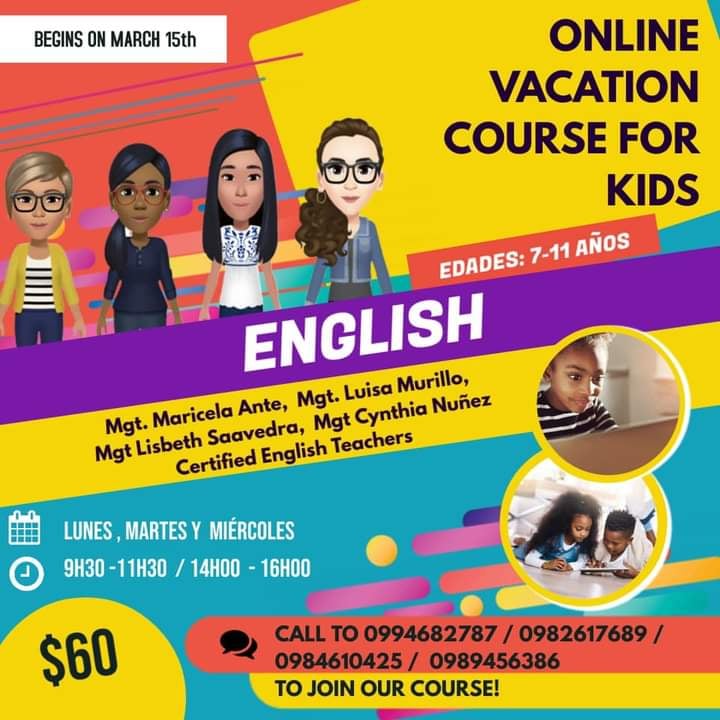 BEGINS ON MARCH 15th
ONLINE
VACATION
COURSE FOR
KIDS
EDADES: 7-11 AÑOS
ENGLISH
Mgt. Maricela Ante, Mgt. Luisa Murillo,
Mgt Lisbeth Saavedra, Mgt Cynthia Nuñez
Certified English Teachers
LUNES , MARTES Y MIÉRCOLES
9H30 -11H30 / 14H00 - 16H00
$60
CALL TO 0994682787 / 0982617689 /
0984610425 / 0989456386
TO JOIN OUR COURSE!